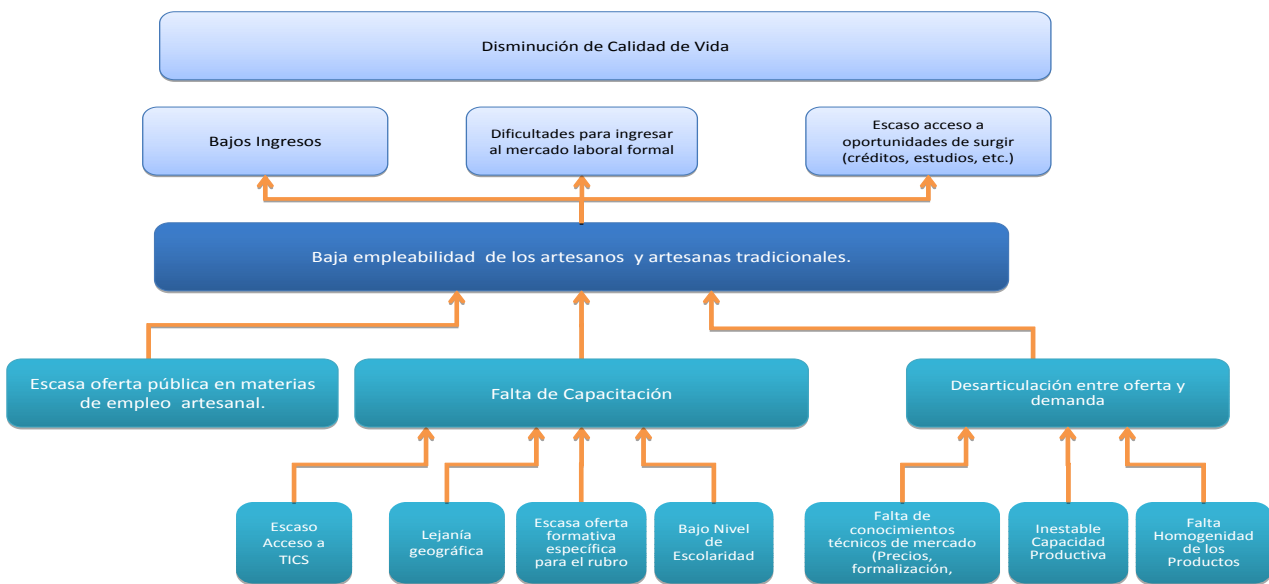 Disminución de Calidad de Vida
Bajos Ingresos
Dificultades para ingresar
al mercado laboral formal
Escaso acceso a
oportunidades de surgir
(créditos, estudios, etc.)
Baja empleabilidad de los artesanos y artesanas tradicionales.
Escasa oferta pública en materias
de empleo artesanal.
Falta de Capacitación
Desarticulación entre oferta y
demanda
Escaso
Acceso a
TICS
Lejanía
geográfica
Escasa oferta
formativa
específica
para el rubro
Bajo Nivel
de
Escolaridad
Falta de
conocimientos
técnicos de mercado
(Precios,
formalización,
Inestable
Capacidad
Productiva
Falta
Homogenidad
de los
Productos